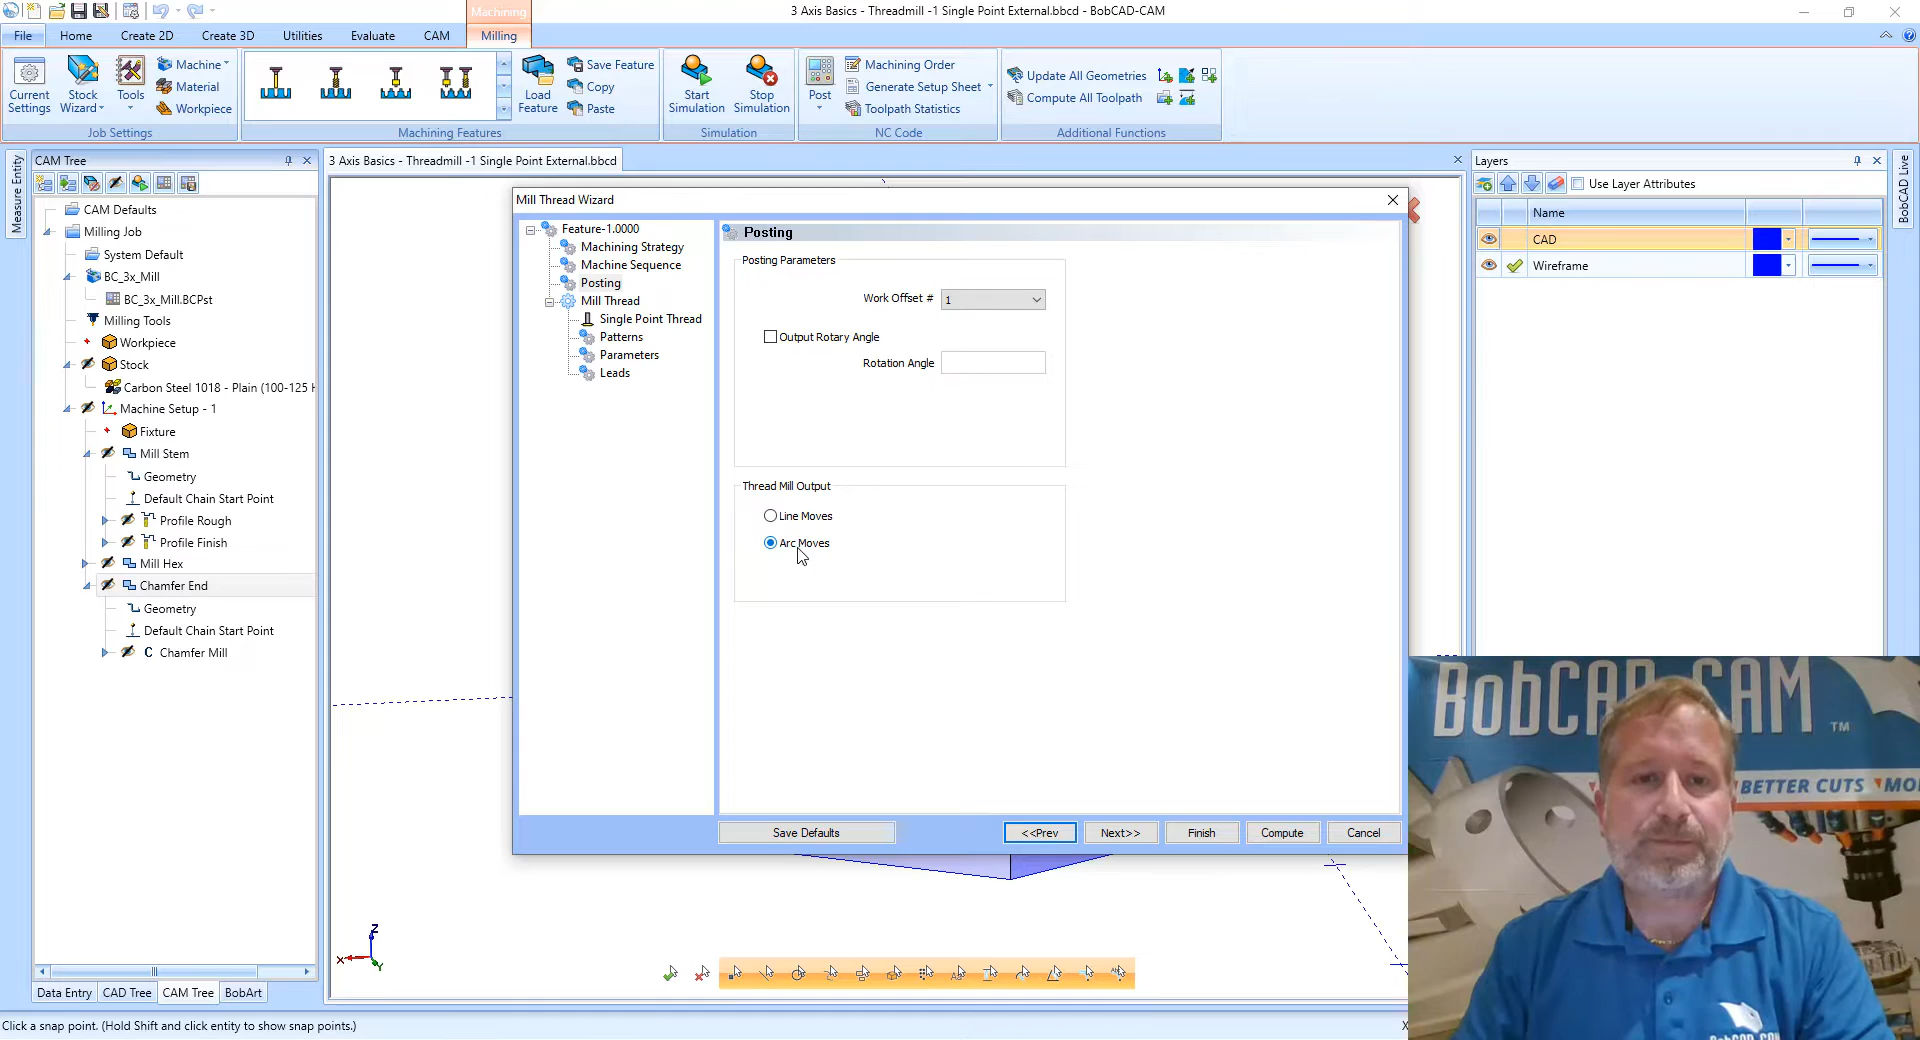 Machining
3 Axis Basics - Threadmill -1 Single Point External.bbcd - BobCAD-CAM
File Home Create 2D Create 3D Utilities Evaluate CAM Milling
Current Settings
Stock Wizard
Tools
Machine
Material
Workpiece
Job Settings
Load Feature
Save Feature
Copy
Paste
Machining Features
Start Simulation
Stop Simulation
Simulation
Post
Machining Order
Generate Setup Sheet
Toolpath Statistics
NC Code
Update All Geometries
Compute All Toolpath
Additional Functions
Measure Entity
CAM Tree
CAM Defaults
Milling Job
System Default
BC_3x_Mill
BC_3x_Mill.BCPst
Milling Tools
Workpiece
Stock
Carbon Steel 1018 - Plain (100-125 H
Machine Setup - 1
Fixture
Mill Stem
Geometry
Default Chain Start Point
Profile Rough
Profile Finish
Mill Hex
Chamfer End
Geometry
Default Chain Start Point
C Chamfer Mill
Data Entry CAD Tree CAM Tree BobArt
3 Axis Basics - Threadmill -1 Single Point External.bbcd
Mill Thread Wizard
Feature-1.0000
Machining Strategy
Machine Sequence
Posting
Mill Thread
Single Point Thread
Patterns
Parameters
Leads
Posting
Posting Parameters
Work Offset # 1
Output Rotary Angle
Rotation Angle
Thread Mill Output
Line Moves
Arc Moves
Save Defaults <<Prev Next>> Finish Compute Cancel
Z
X
Y
Layers
Use Layer Attributes
Name
CAD
Wireframe
BobCAD Live
BobCAD CAM TM
BETTER CUTS
BobCAD-CAM
Click a snap point. (Hold Shift and click entity to show snap points.)
X